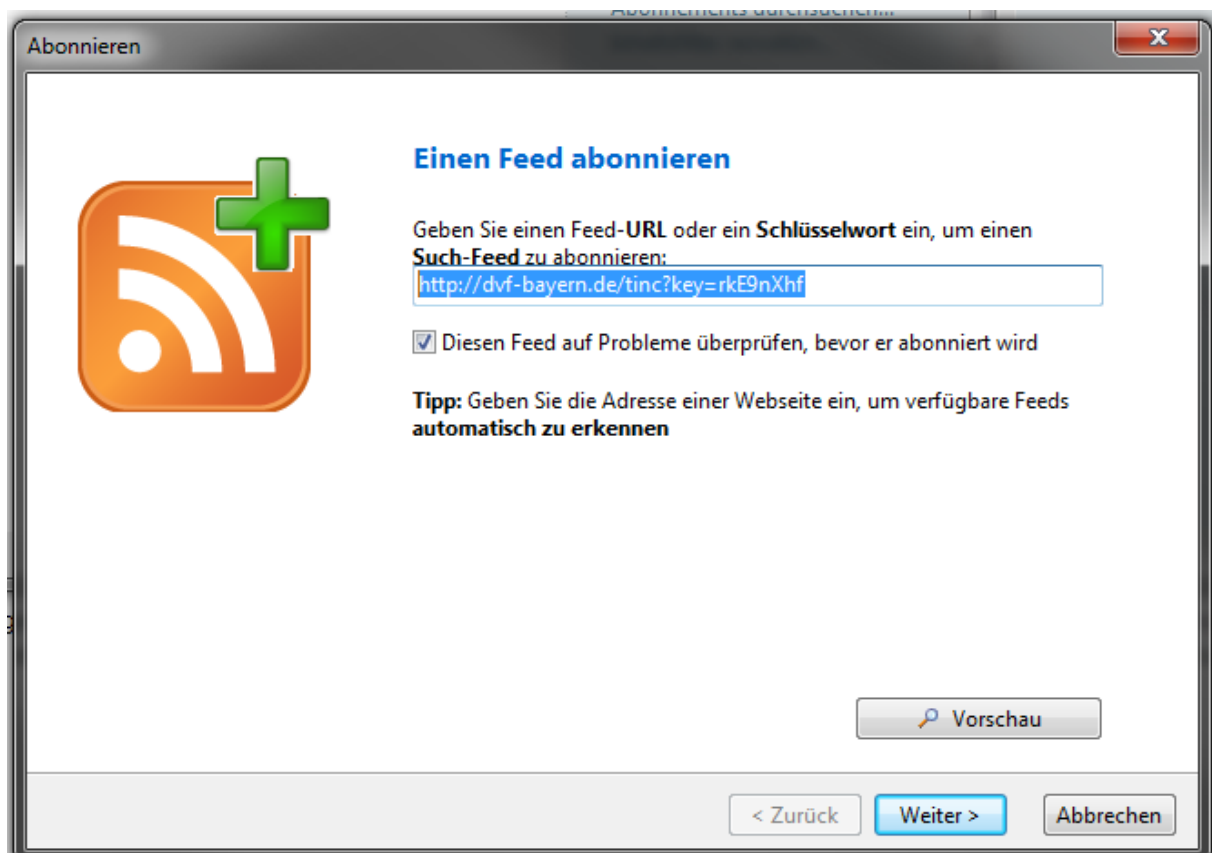 Abonnements durchsuchen...
Abonnieren
Einen Feed abonnieren
Geben Sie einen Feed-URL oder ein Schlüsselwort ein, um einen
Such-Feed zu abonnieren:
http://dvf-bayern.de/tinc?key=rkE9nXhf
Diesen Feed auf Probleme überprüfen, bevor er abonniert wird
Tipp: Geben Sie die Adresse einer Webseite ein, um verfügbare Feeds
automatisch zu erkennen
Vorschau
< Zurück
Weiter >
Abbrechen